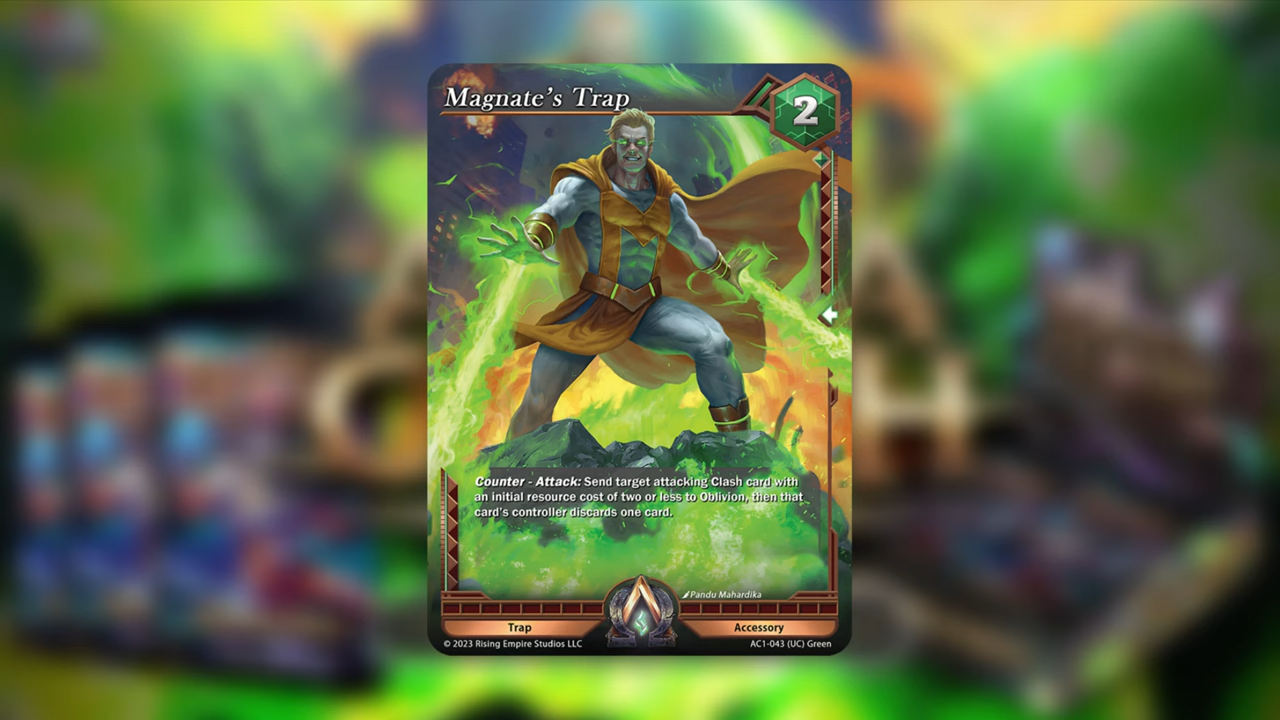 Magnate's Trap
2
Counter - Attack: Send target attacking Clash card with
an initial resource cost of two or less to Oblivion, then that
card's controller discards one card.
Pandu Mahardika
Trap
Accessory
© 2023 Rising Empire Studios LLC
AC1-043 (UC) Green